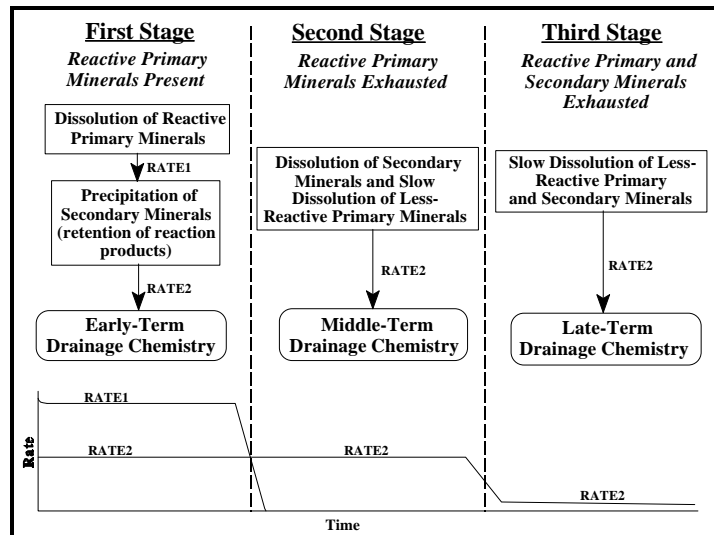 First Stage
Reactive Primary
Minerals Present
Dissolution of Reactive
Primary Minerals
RATE1
Precipitation of
Secondary Minerals
(retention of reaction
products)
RATE2
Early-Term
Drainage Chemistry
Second Stage
Reactive Primary
Minerals Exhausted
Dissolution of Secondary
Minerals and Slow
Dissolution of Less-
Reactive Primary Minerals
RATE2
Middle-Term
Drainage Chemistry
Third Stage
Reactive Primary and
Secondary Minerals
Exhausted
Slow Dissolution of Less-
Reactive Primary
and Secondary Minerals
RATE2
Late-Term
Drainage Chemistry
Rate
RATE1
RATE2
RATE2
RATE2
Time